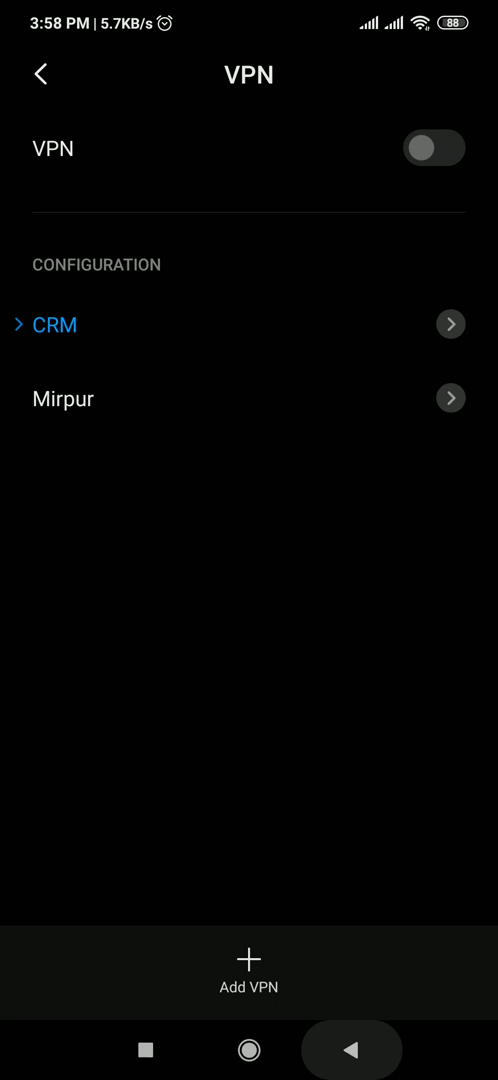 3:58 PM | 5.7KB/s 88
VPN
VPN
CONFIGURATION
CRM
Mirpur
Add VPN